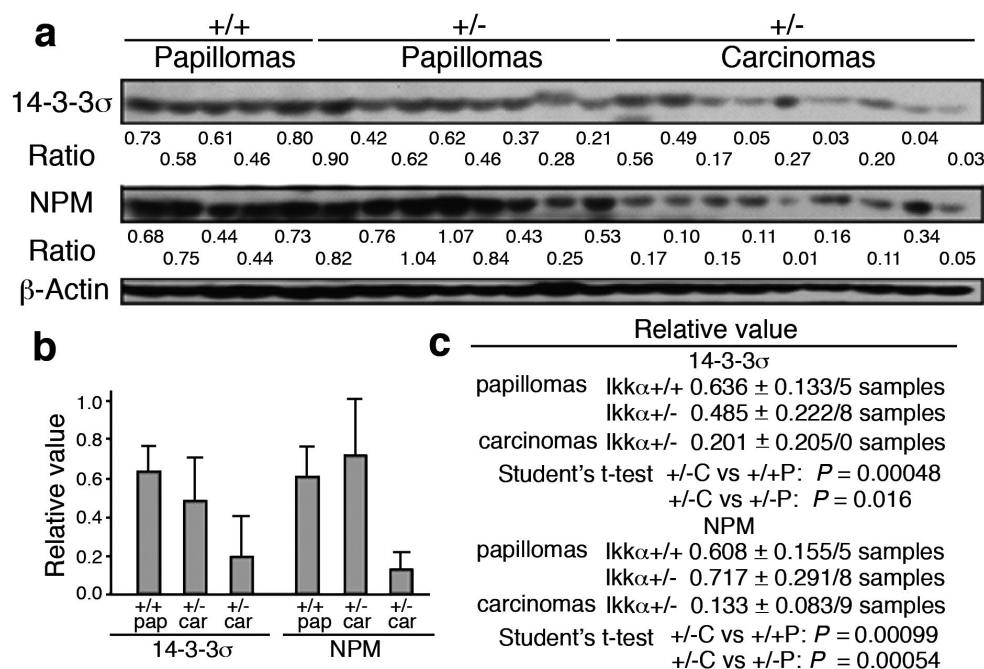 a
+/+ +/- +/-
Papillomas Papillomas Carcinomas
14-3-3σ
0.73 0.61 0.80 0.42 0.62 0.37 0.21 0.49 0.05 0.03 0.04
Ratio 0.58 0.46 0.90 0.62 0.46 0.28 0.56 0.17 0.27 0.20 0.03
NPM
0.68 0.44 0.73 0.76 1.07 0.43 0.53 0.10 0.11 0.16 0.34
Ratio 0.75 0.44 0.82 1.04 0.84 0.25 0.17 0.15 0.01 0.11 0.05
β-Actin
b
Relative value
1.0
0.8
0.6
0.4
0.2
0.0
+/+ +/- +/- +/+ +/- +/-
pap car car pap car car
14-3-3σ NPM
c
Relative value
14-3-3σ
papillomas Ikkα+/+ 0.636 ± 0.133/5 samples
Ikkα+/- 0.485 ± 0.222/8 samples
carcinomas Ikkα+/- 0.201 ± 0.205/0 samples
Student's t-test +/-C vs +/+P: P = 0.00048
+/-C vs +/-P: P = 0.016
NPM
papillomas Ikkα+/+ 0.608 ± 0.155/5 samples
Ikkα+/- 0.717 ± 0.291/8 samples
carcinomas Ikkα+/- 0.133 ± 0.083/9 samples
Student's t-test +/-C vs +/+P: P = 0.00099
+/-C vs +/-P: P = 0.00054